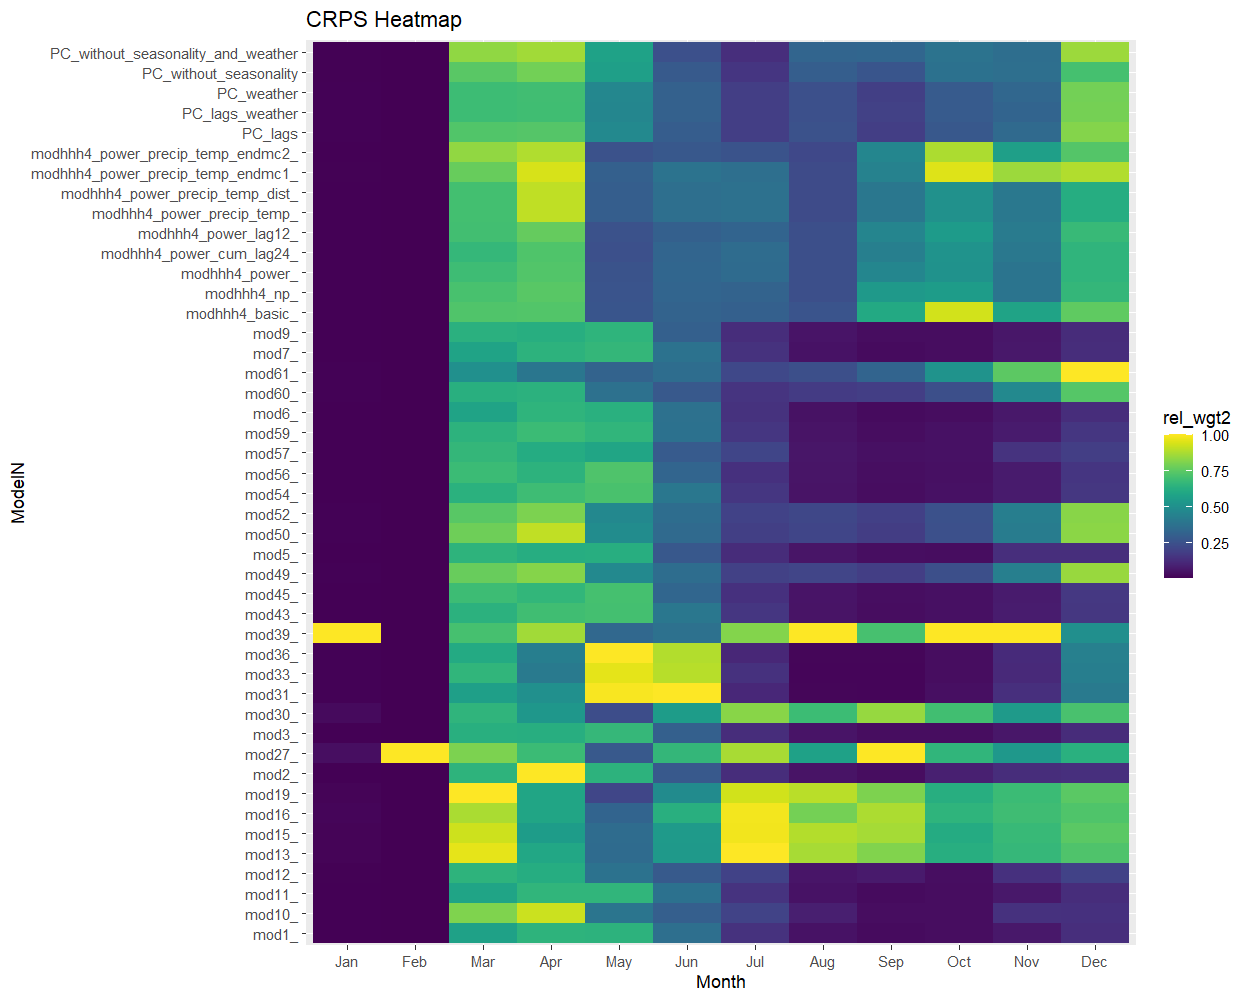 CRPS Heatmap
PC_without_seasonality_and_weather
PC_without_seasonality
PC_weather
PC_lags_weather
PC_lags
modhhh4_power_precip_temp_endmc2_
modhhh4_power_precip_temp_endmc1_
modhhh4_power_precip_temp_dist_
modhhh4_power_precip_temp_
modhhh4_power_lag12_
modhhh4_power_cum_lag24_
modhhh4_power_
modhhh4_np_
modhhh4_basic_
mod9_
mod7_
mod61_
mod60_
mod6_
mod59_
mod57_
mod56_
mod54_
mod52_
mod50_
mod5_
mod49_
mod45_
mod43_
mod39_
mod36_
mod33_
mod31_
mod30_
mod3_
mod27_
mod2_
mod19_
mod16_
mod15_
mod13_
mod12_
mod11_
mod10_
mod1_
ModelN
Jan Feb Mar Apr May Jun Jul Aug Sep Oct Nov Dec
Month
rel_wgt2
1.00
0.75
0.50
0.25